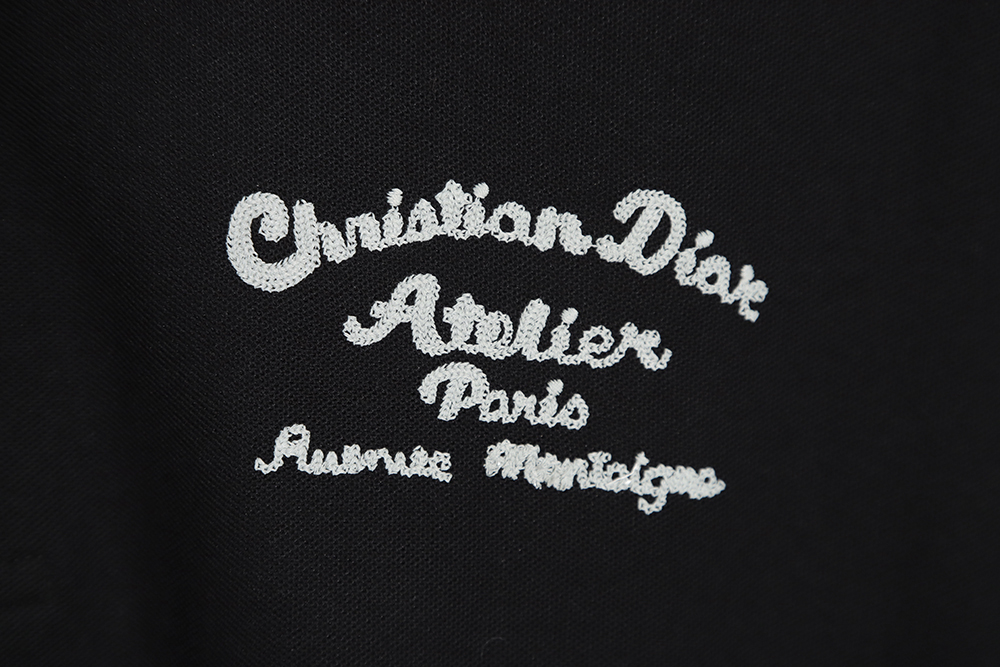 Christian Dior
Atelier
Paris
Avenue Montaigne